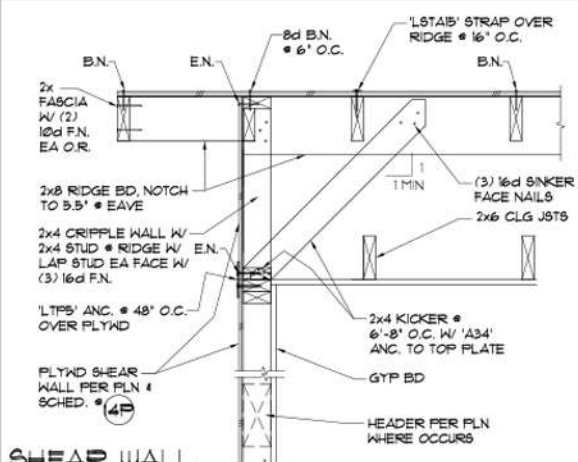 'LSTA15' STRAP OVER
RIDGE @ 16" O.C.
8d B.N.
@ 6" O.C.
B.N.
E.N.
B.N.
2x
FASCIA
W/ (2)
10d F.N.
EA O.R.
2x8 RIDGE BD, NOTCH
TO 5.5" @ EAVE
2x4 CRIPPLE WALL W/
2x4 STUD @ RIDGE W/
LAP STUD EA FACE W/
(3) 16d F.N.
E.N.
'LTP5' ANC. @ 48" O.C.
OVER PLYWD
PLYWD SHEAR
WALL PER PLN &
SCHED. @
14P
1
1 MIN
(3) 16d SINKER
FACE NAILS
2x6 CLG JSTS
2x4 KICKER @
6'-8" O.C. W/ 'A34'
ANC. TO TOP PLATE
GYP BD
HEADER PER PLN
WHERE OCCURS
SHEAR WALL